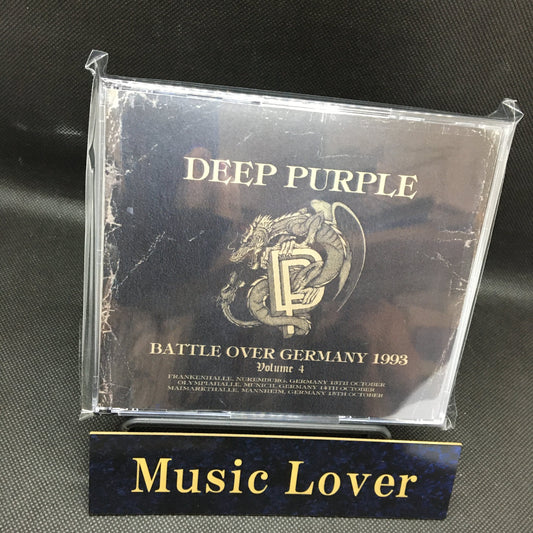 DEEP PURPLE
DP
BATTLE OVER GERMANY 1993
Volume 4
FRANKENHALLE, NUREMBURG, GERMANY 13TH OCTOBER
OLYMPIAHALLE, MUNICH, GERMANY 14TH OCTOBER
MAIMARKTHALLE, MANNHEIM, GERMANY 15TH OCTOBER
Music Lover